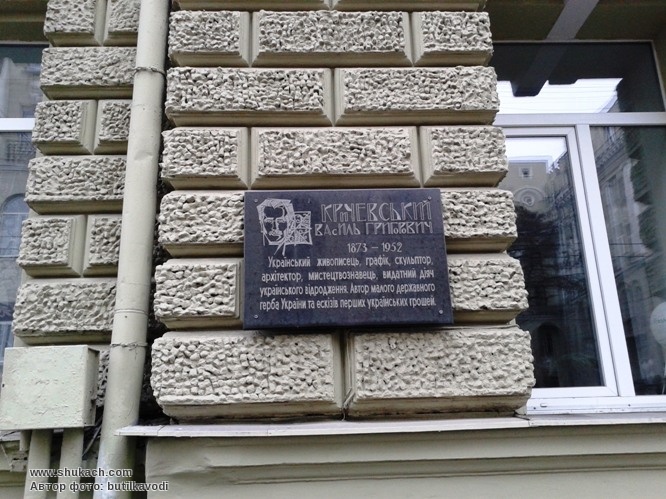 КРИЧЕВСЬКИЙ
ВАСИЛЬ ГРИГОРОВИЧ
1873 – 1952
Український живописець, графік, скульптор,
архітектор, мистецтвознавець, видатний діяч
українського відродження. Автор малого державного
герба України та ескізів перших українських грошей.
www.shukach.com
Автор фото: butilkavodi